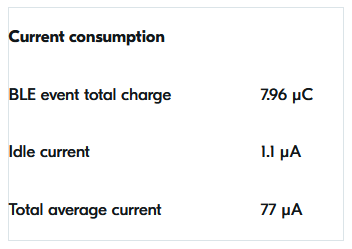 Current consumption
BLE event total charge 7.96 μC
Idle current 1.1 μA
Total average current 77 μA